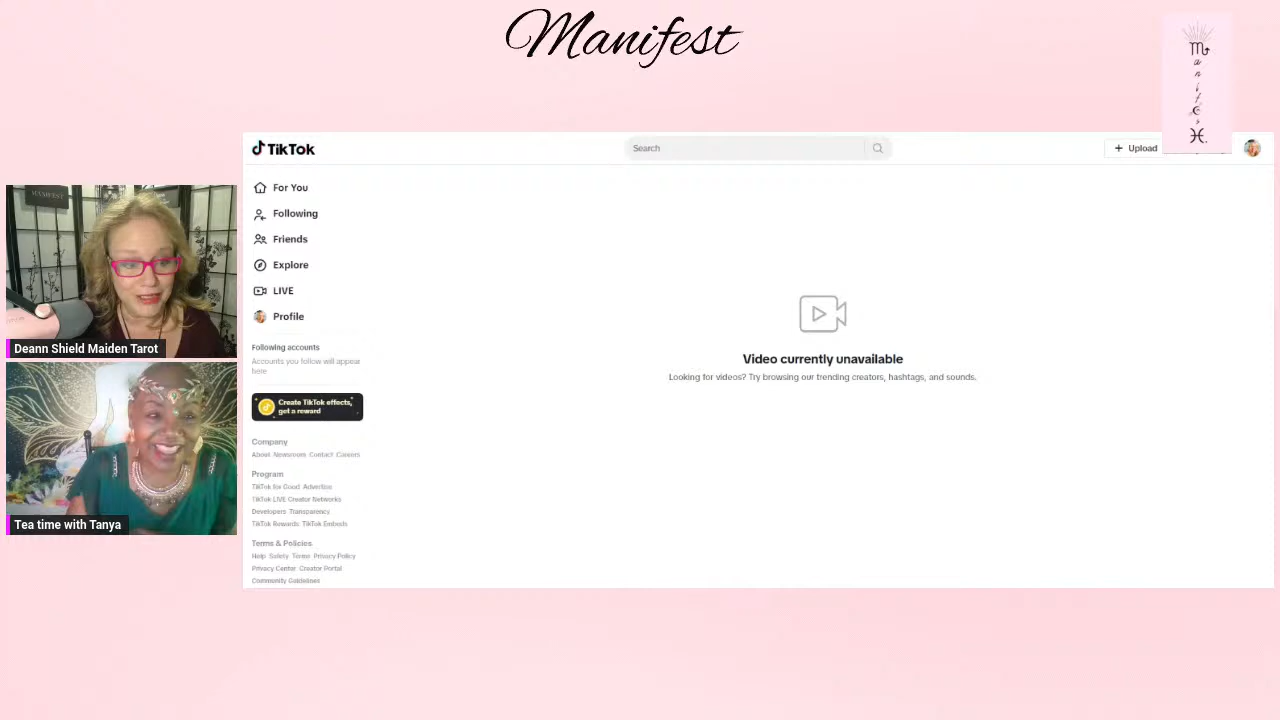 Manifest
TikTok
Search
Upload
For You
Following
Friends
Explore
LIVE
Profile
Following accounts
Accounts you follow will appear
here
Create TikTok effects,
get a reward
Company
About Newsroom Contact Careers
Program
TikTok for Good Advertise
TikTok LIVE Creator Networks
Developers Transparency
TikTok Rewards TikTok Embeds
Terms & Policies
Help Safety Terms Privacy Policy
Privacy Center Creator Portal
Community Guidelines
Video currently unavailable
Looking for videos? Try browsing our trending creators, hashtags, and sounds.
MANIFEST
Deann Shield Maiden Tarot
Tea time with Tanya